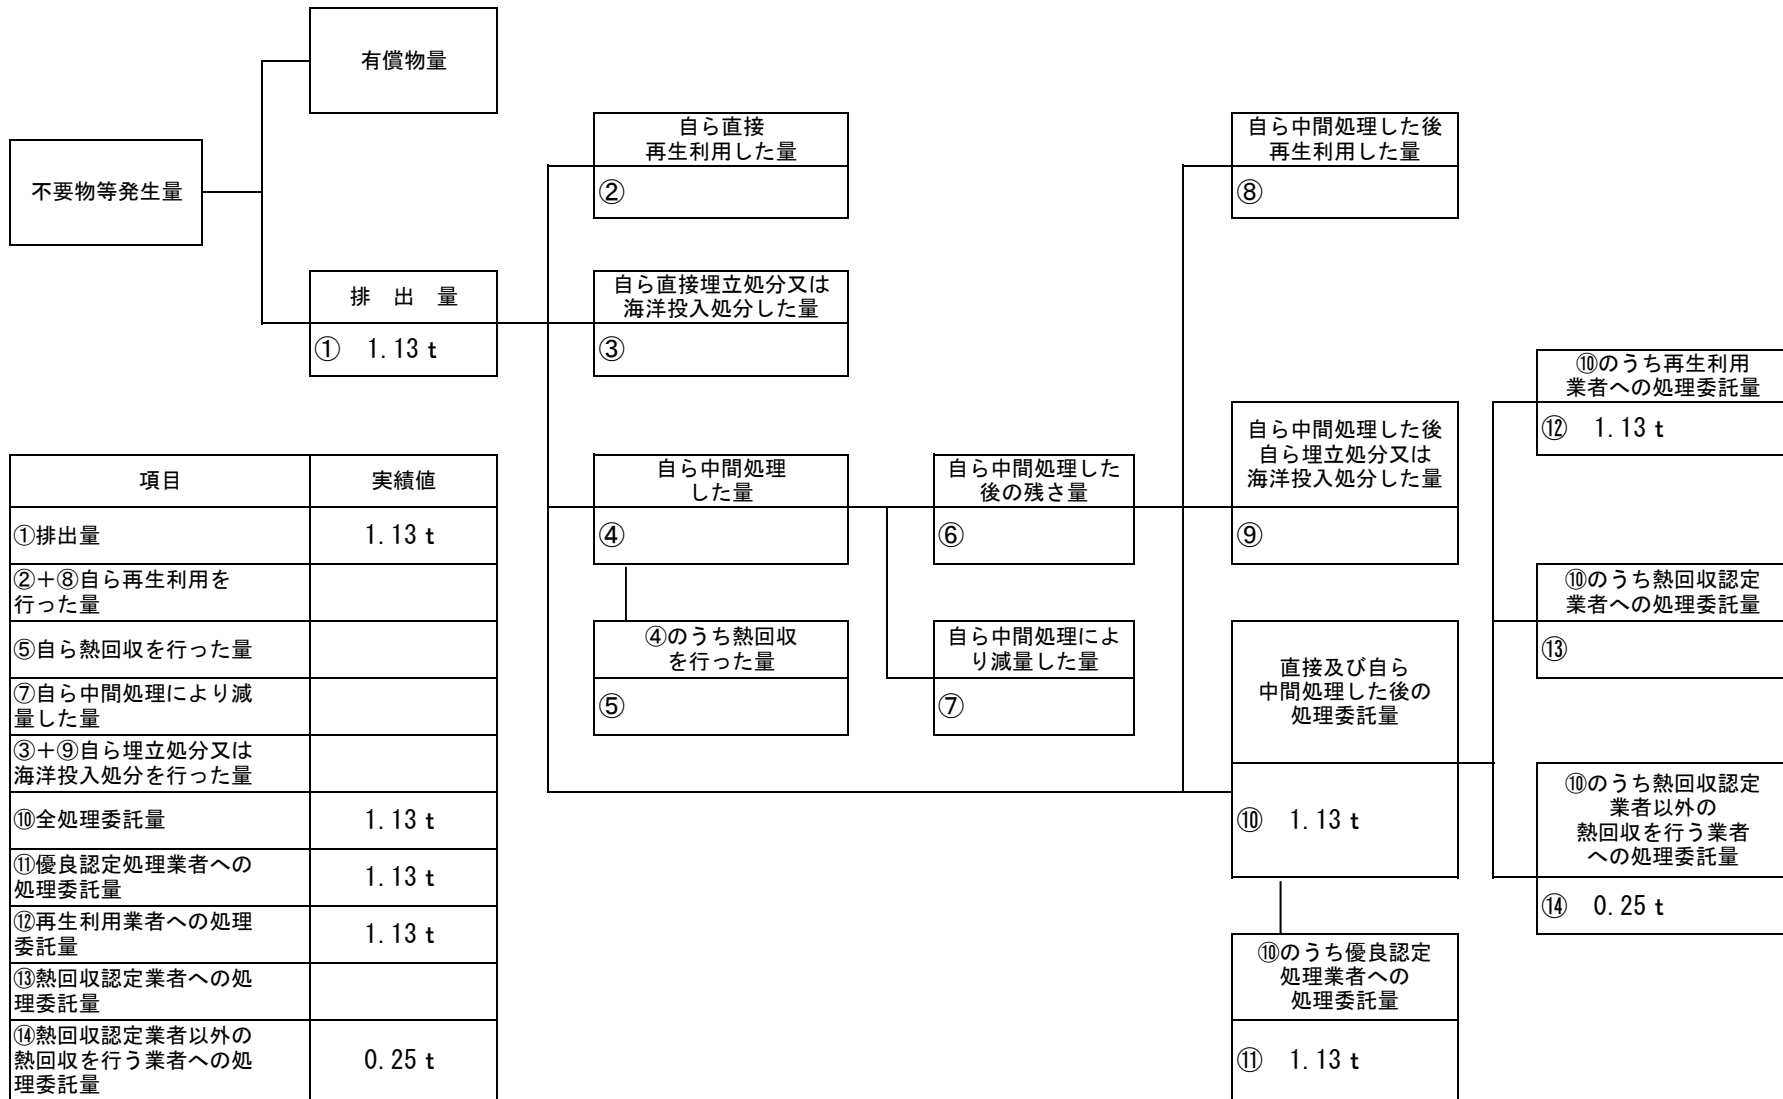 有償物量
不要物等発生量
排　出　量
① 1.13 t
自ら直接
再生利用した量
②
自ら直接埋立処分又は
海洋投入処分した量
③
自ら中間処理
した量
④
④のうち熱回収
を行った量
⑤
自ら中間処理した
後の残さ量
⑥
自ら中間処理によ
り減量した量
⑦
自ら中間処理した後
再生利用した量
⑧
自ら中間処理した後
自ら埋立処分又は
海洋投入処分した量
⑨
直接及び自ら
中間処理した後の
処理委託量
⑩ 1.13 t
⑩のうち優良認定
処理業者への
処理委託量
⑪ 1.13 t
⑩のうち再生利用
業者への処理委託量
⑫ 1.13 t
⑩のうち熱回収認定
業者への処理委託量
⑬
⑩のうち熱回収認定
業者以外の
熱回収を行う業者
への処理委託量
⑭ 0.25 t
項目 実績値
①排出量 1.13 t
②＋⑧自ら再生利用を
行った量
⑤自ら熱回収を行った量
⑦自ら中間処理により減
量した量
③＋⑨自ら埋立処分又は
海洋投入処分を行った量
⑩全処理委託量 1.13 t
⑪優良認定処理業者への
処理委託量 1.13 t
⑫再生利用業者への処理
委託量 1.13 t
⑬熱回収認定業者への処
理委託量
⑭熱回収認定業者以外の
熱回収を行う業者への処
理委託量 0.25 t